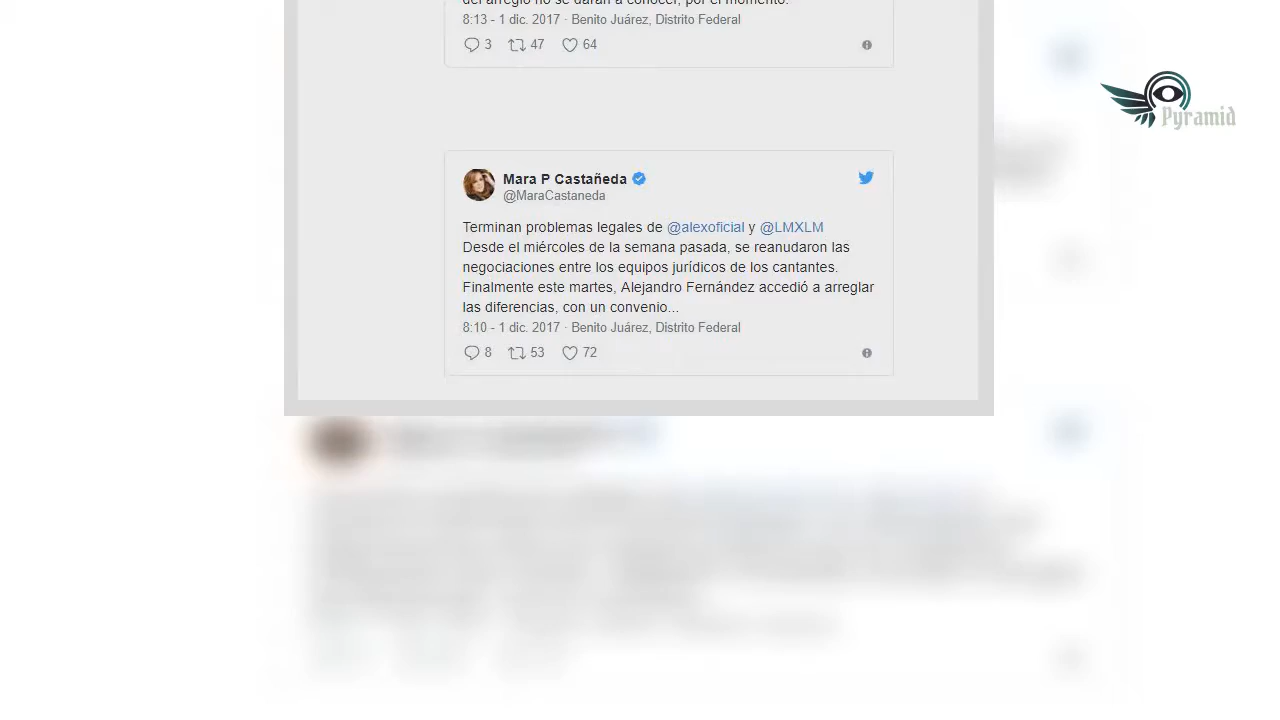 del arreglo no se darán a conocer, por el momento.
8:13 - 1 dic. 2017 · Benito Juárez, Distrito Federal
3 47 64
Pyramid
Mara P Castañeda
@MaraCastaneda
Terminan problemas legales de @alexoficial y @LMXLM
Desde el miércoles de la semana pasada, se reanudaron las
negociaciones entre los equipos jurídicos de los cantantes.
Finalmente este martes, Alejandro Fernández accedió a arreglar
las diferencias, con un convenio...
8:10 - 1 dic. 2017 · Benito Juárez, Distrito Federal
8 53 72